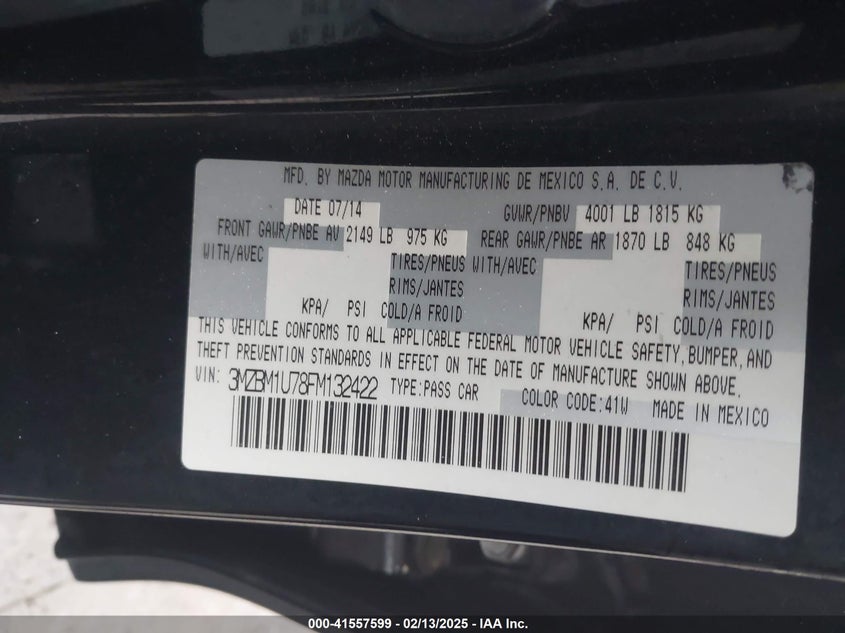 MFD. BY MAZDA MOTOR MANUFACTURING DE MEXICO S.A. DE C.V.
DATE 07/14 GVWR/PNBV 4001 LB 1815 KG
FRONT GAWR/PNBE AV 2149 LB 975 KG REAR GAWR/PNBE AR 1870 LB 848 KG
WITH/AVEC TIRES/PNEUS WITH/AVEC TIRES/PNEUS
RIMS/JANTES RIMS/JANTES
KPA/ PSI COLD/A FROID KPA/ PSI COLD/A FROID
THIS VEHICLE CONFORMS TO ALL APPLICABLE FEDERAL MOTOR VEHICLE SAFETY, BUMPER, AND
THEFT PREVENTION STANDARDS IN EFFECT ON THE DATE OF MANUFACTURE SHOWN ABOVE.
VIN: 3MZBM1U78FM132422 TYPE:PASS CAR COLOR CODE:41W MADE IN MEXICO
000-41557599 - 02/13/2025 - IAA Inc.